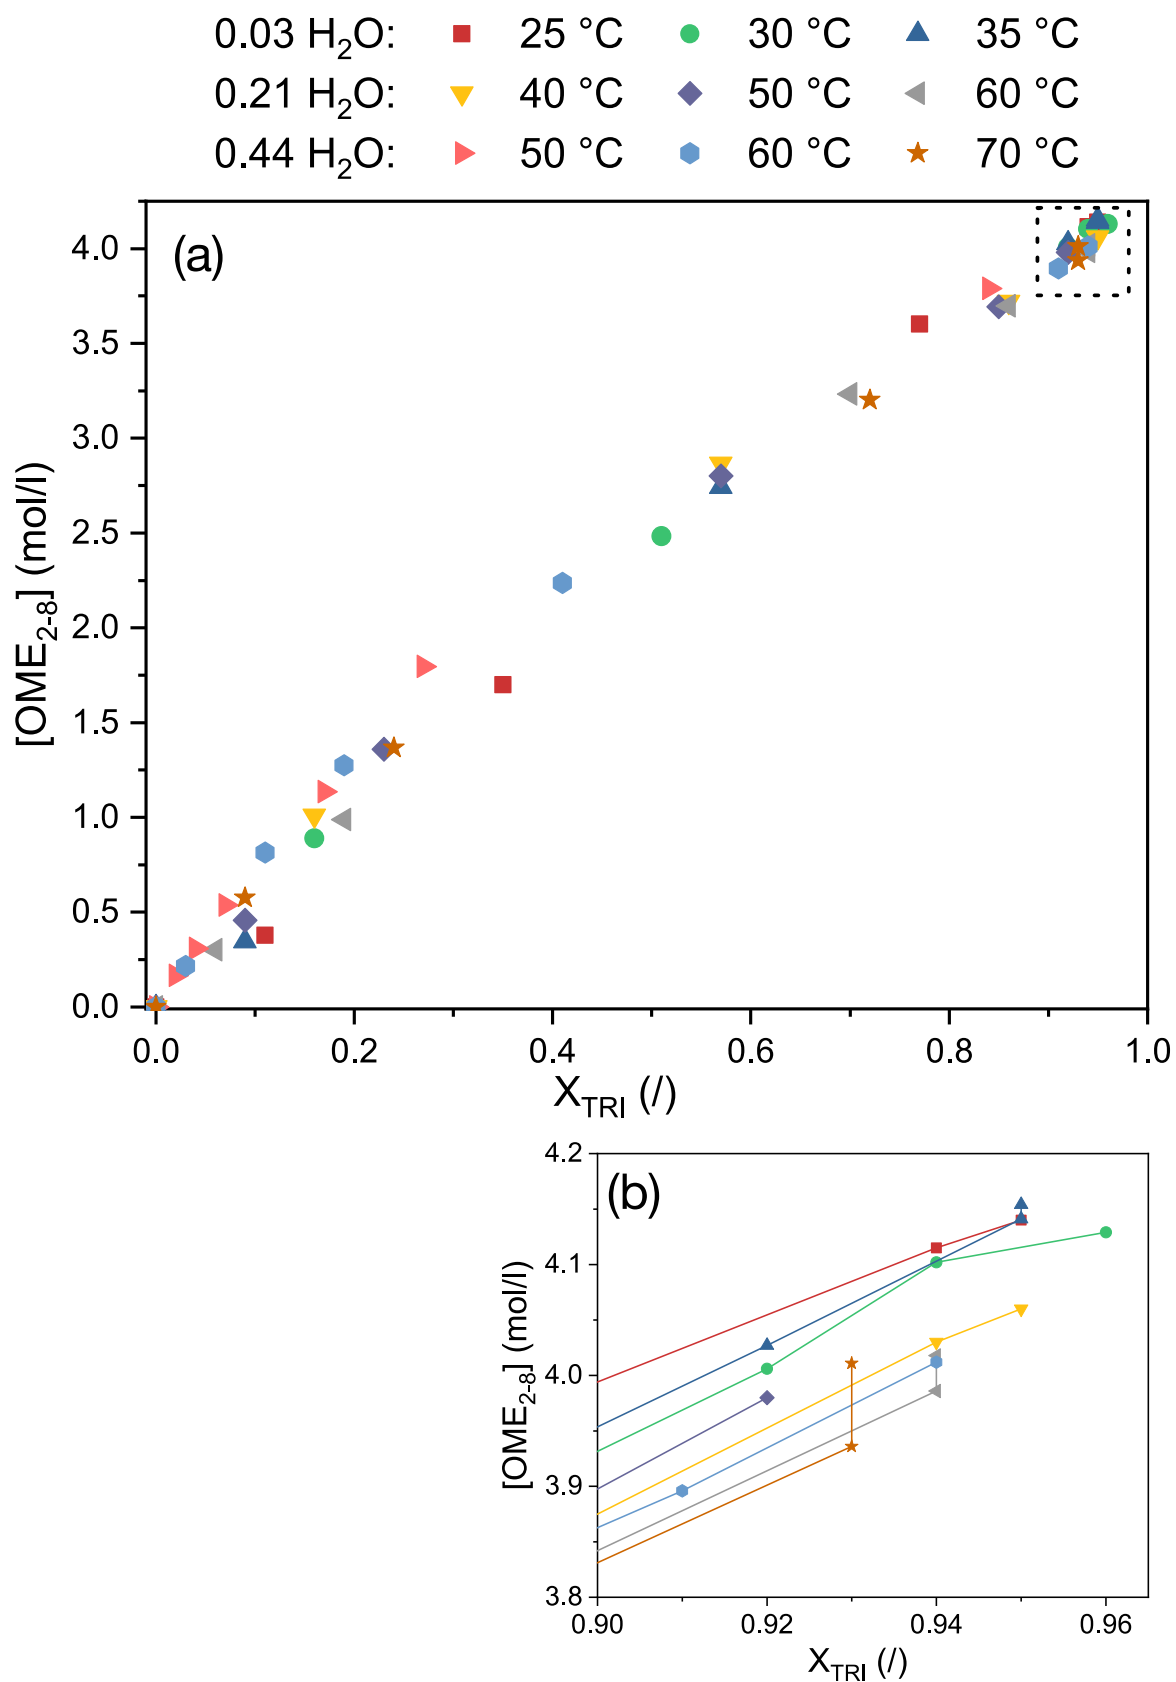 0.03 H₂O: 25 °C 30 °C 35 °C
0.21 H₂O: 40 °C 50 °C 60 °C
0.44 H₂O: 50 °C 60 °C 70 °C
(a)
[OME₂₋₈] (mol/l)
4.0
3.5
3.0
2.5
2.0
1.5
1.0
0.5
0.0
0.0 0.2 0.4 0.6 0.8 1.0
X_TRI (/)
(b)
[OME₂₋₈] (mol/l)
4.2
4.1
4.0
3.9
3.8
0.90 0.92 0.94 0.96
X_TRI (/)